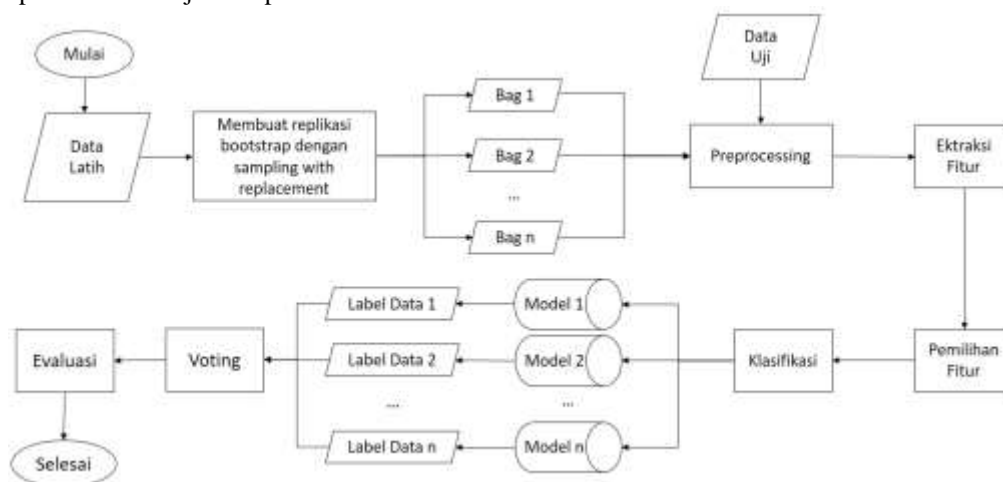 Mulai
Data
Latih
Membuat replikasi
bootstrap dengan
sampling with
replacement
Bag 1
Bag 2
...
Bag n
Data
Uji
Preprocessing
Ektraksi
Fitur
Pemilihan
Fitur
Klasifikasi
Model 1
Model 2
...
Model n
Label Data 1
Label Data 2
...
Label Data n
Voting
Evaluasi
Selesai